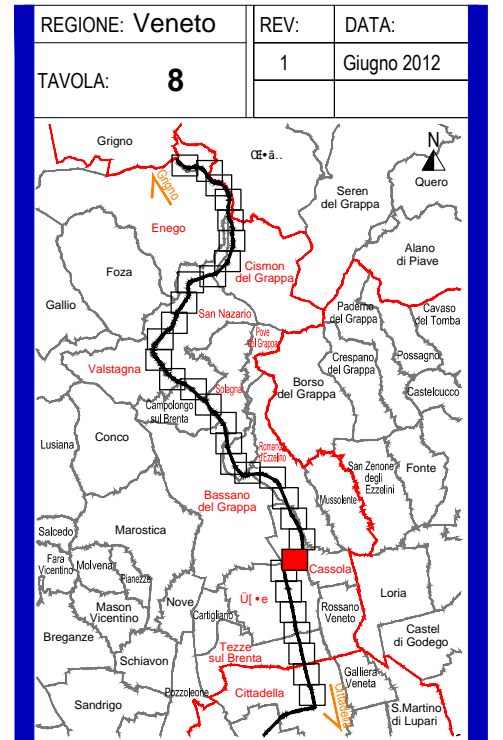 REGIONE: Veneto
REV:
DATA:
TAVOLA: 8
1
Giugno 2012
Grigno
Œ•ã..
N
Quero
Grigno
Seren
del Grappa
Enego
Alano
di Piave
Foza
Cismon
del Grappa
Gallio
San Nazario
Paderno
del Grappa
Cavaso
del Tomba
Pove
del Grappa
Valstagna
Crespano
del Grappa
Possagno
Solagna
Borso
del Grappa
Castelcucco
Campolongo
sul Brenta
Lusiana
Conco
Romano
d'Ezzelino
San Zenone
degli
Ezzelini
Fonte
Bassano
del Grappa
Mussolente
Salcedo
Marostica
Fara
Vicentino
Molvena
Pianezze
Cassola
Loria
Ü[•e
Mason
Vicentino
Nove
Cartigliano
Rossano
Veneto
Breganze
Castel
di Godego
Schiavon
Tezze
sul Brenta
Galliera
Veneta
Pozzoleone
Cittadella
Cittadella
Sandrigo
S.Martino
di Lupari